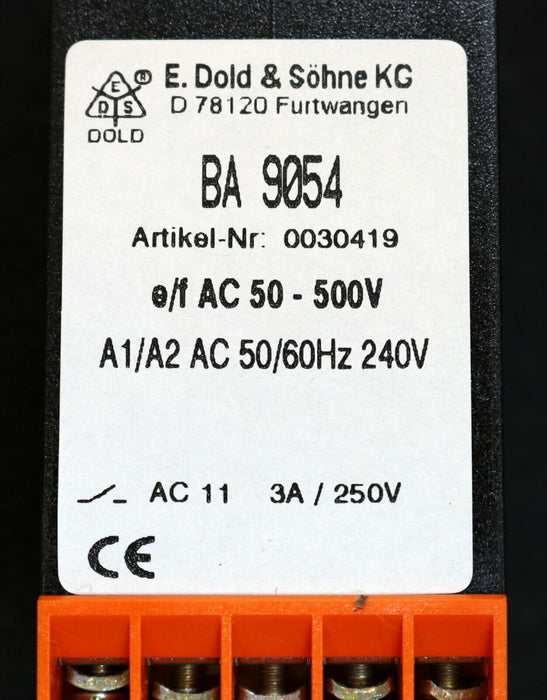 E
D S ®
DOLD
E. Dold & Söhne KG
D 78120 Furtwangen
BA 9054
Artikel-Nr: 0030419
e/f AC 50 - 500V
A1/A2 AC 50/60Hz 240V
AC 11 3A / 250V
CE